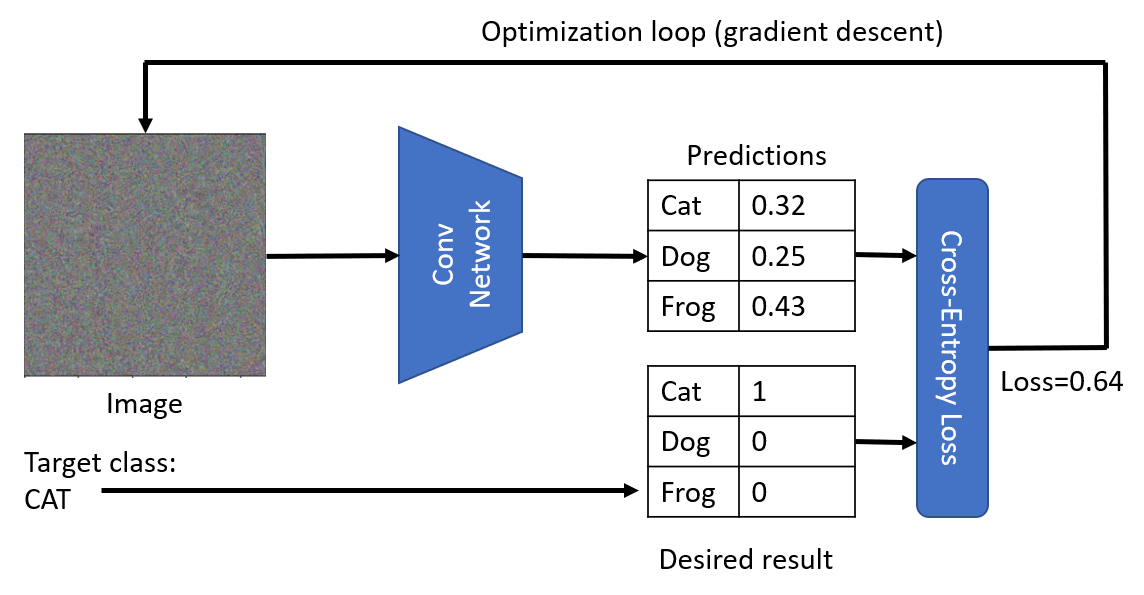 Optimization loop (gradient descent)
Predictions
Cat 0.32
Dog 0.25
Frog 0.43
Conv
Network
Cross-Entropy Loss
Loss=0.64
Image
Cat 1
Dog 0
Frog 0
Target class:
CAT
Desired result